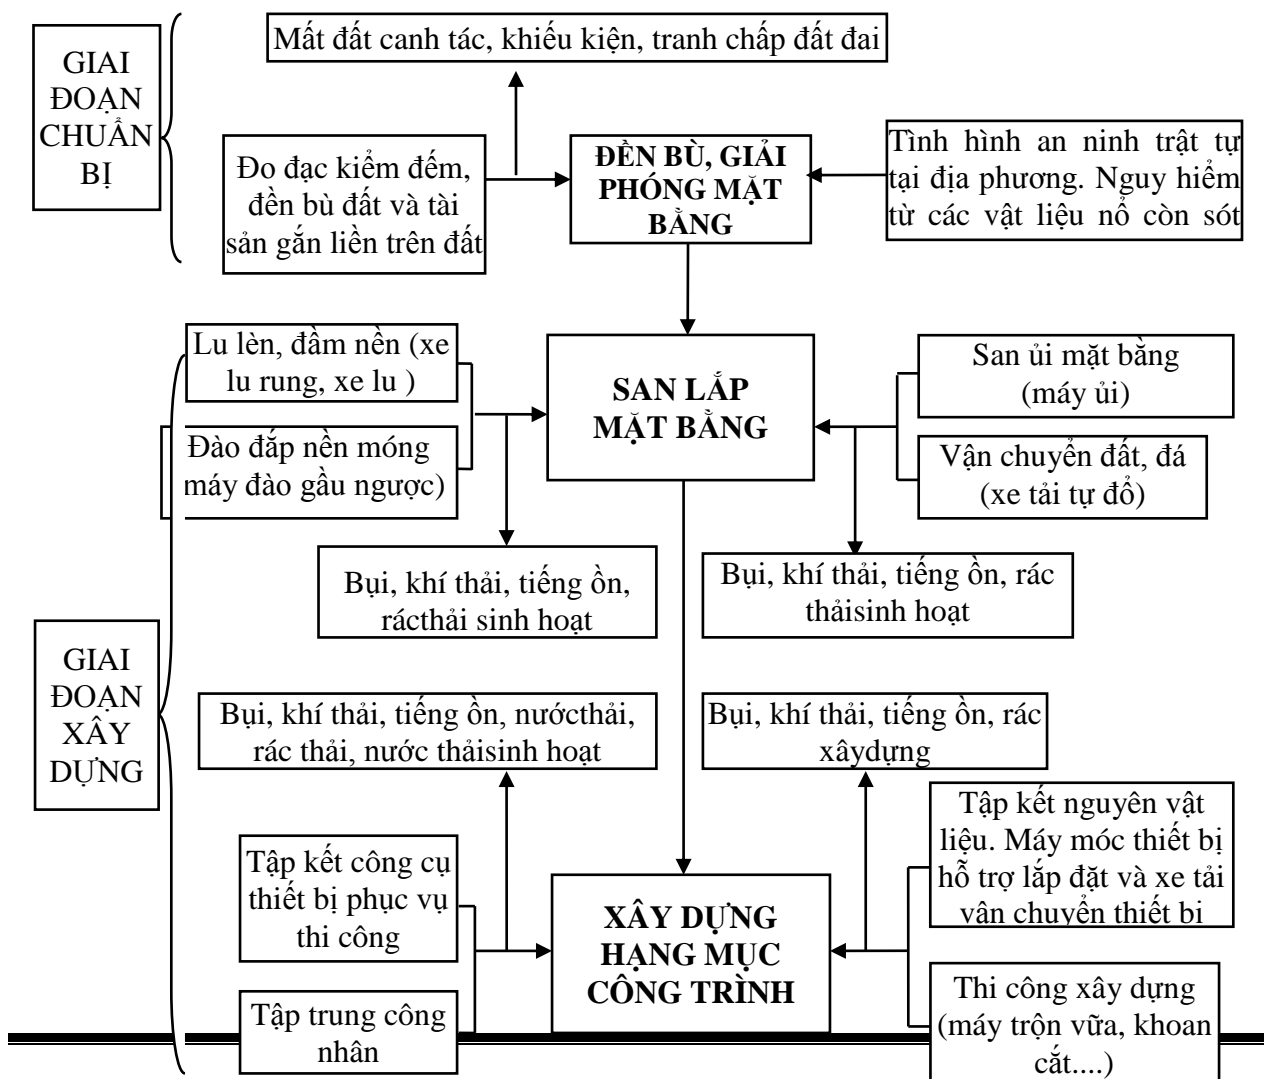 Mất đất canh tác, khiếu kiện, tranh chấp đất đai
GIAI
ĐOẠN
CHUẨN
BỊ
Đo đạc kiểm đếm,
đền bù đất và tài
sản gắn liền trên đất
ĐỀN BÙ, GIẢI
PHÓNG MẶT
BẰNG
Tình hình an ninh trật tự
tại địa phương. Nguy hiểm
từ các vật liệu nổ còn sót
Lu lèn, đầm nền (xe
lu rung, xe lu )
Đào đắp nền móng
máy đào gầu ngược)
SAN LẮP
MẶT BẰNG
San ủi mặt bằng
(máy ủi)
Vận chuyển đất, đá
(xe tải tự đổ)
Bụi, khí thải, tiếng ồn,
rácthải sinh hoạt
Bụi, khí thải, tiếng ồn, rác
thảisinh hoạt
GIAI
ĐOẠN
XÂY
DỰNG
Bụi, khí thải, tiếng ồn, nướcthải,
rác thải, nước thảisinh hoạt
Bụi, khí thải, tiếng ồn, rác
xâydựng
Tập kết công cụ
thiết bị phục vụ
thi công
Tập trung công
nhân
XÂY DỰNG
HẠNG MỤC
CÔNG TRÌNH
Tập kết nguyên vật
liệu. Máy móc thiết bị
hỗ trợ lắp đặt và xe tải
vận chuyển thiết bị
Thi công xây dựng
(máy trộn vữa, khoan
cắt....)